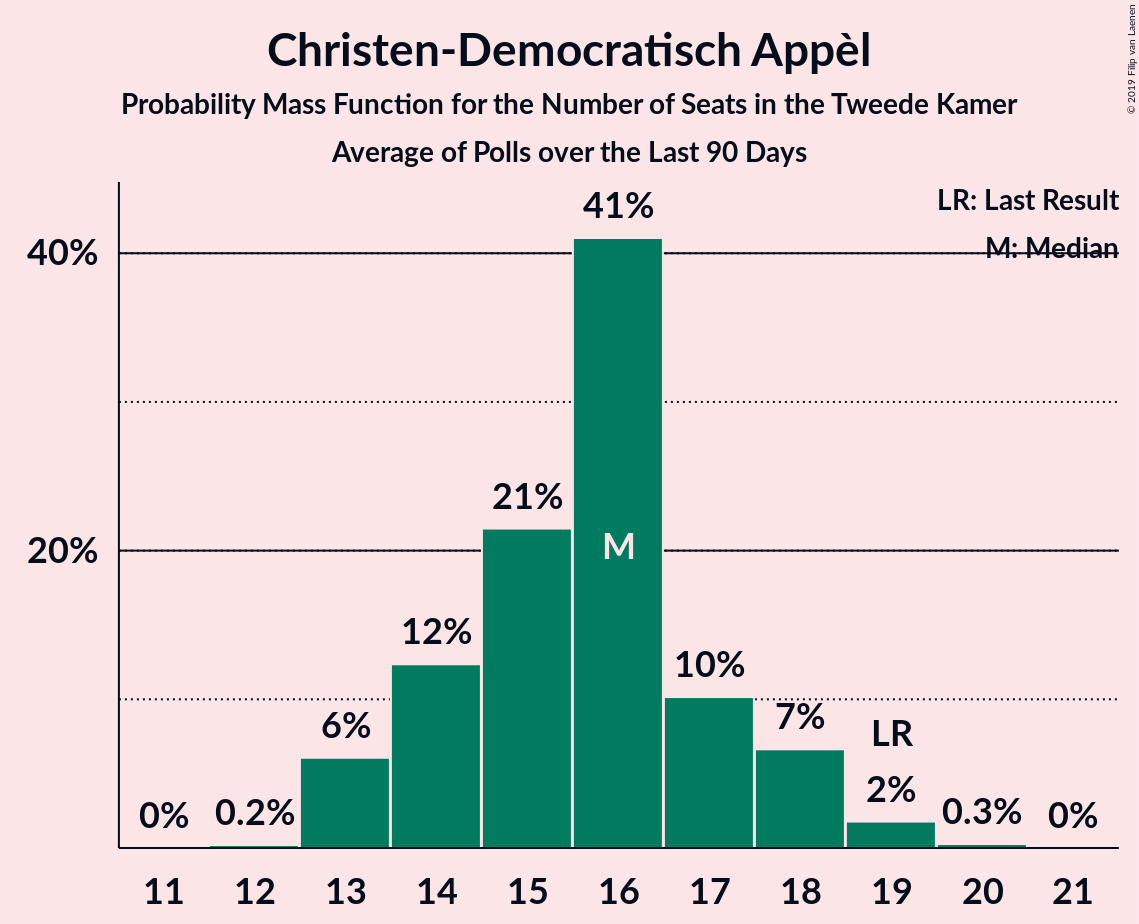 Christen-Democratisch Appèl
Probability Mass Function for the Number of Seats in the Tweede Kamer
Average of Polls over the Last 90 Days
© 2019 Filip van Laenen
LR: Last Result
M: Median
41%
40%
21%
20%
M
12%
10%
7%
6%
LR
2%
0%
0.2%
0.3%
0%
11 12 13 14 15 16 17 18 19 20 21